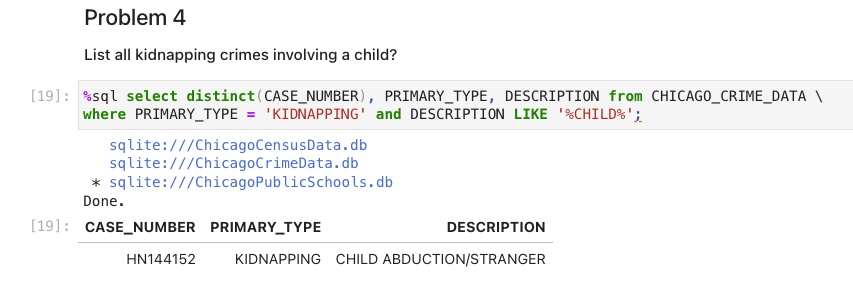 Problem 4
List all kidnapping crimes involving a child?
[19]: %sql select distinct(CASE_NUMBER), PRIMARY_TYPE, DESCRIPTION from CHICAGO_CRIME_DATA \
where PRIMARY_TYPE = 'KIDNAPPING' and DESCRIPTION LIKE '%CHILD%';
sqlite:///ChicagoCensusData.db
sqlite:///ChicagoCrimeData.db
* sqlite:///ChicagoPublicSchools.db
Done.
[19]: CASE_NUMBER PRIMARY_TYPE DESCRIPTION
HN144152 KIDNAPPING CHILD ABDUCTION/STRANGER